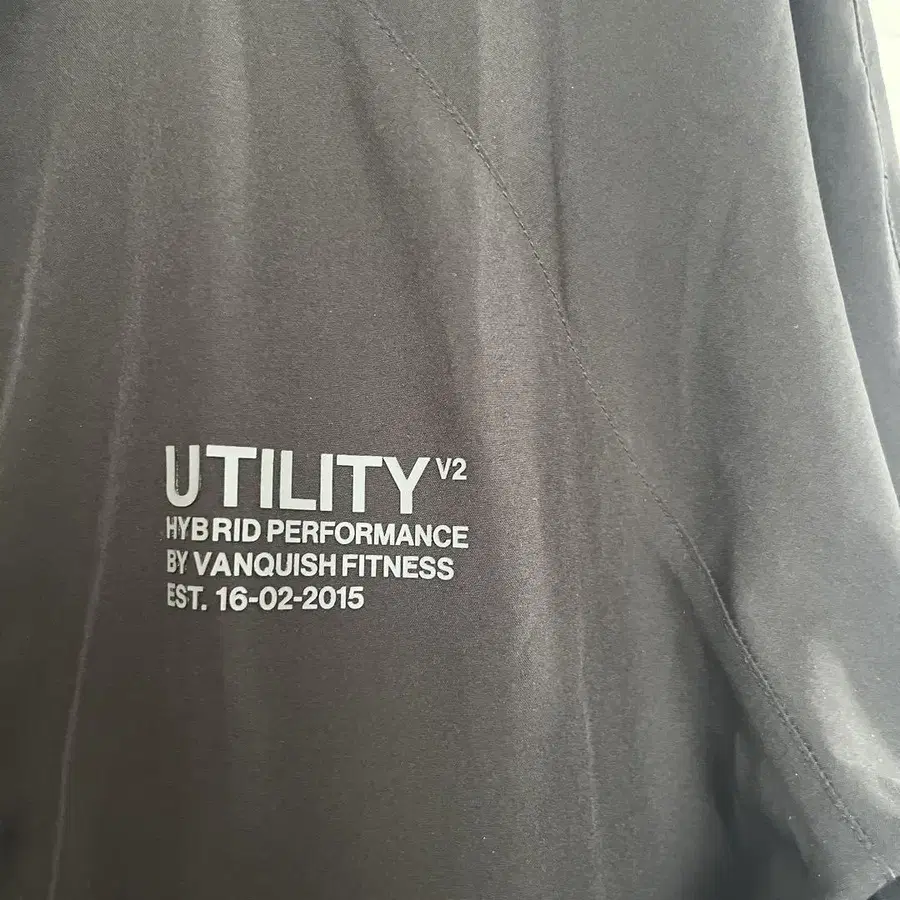 UTILITY V2
HYBRID PERFORMANCE
BY VANQUISH FITNESS
EST. 16-02-2015